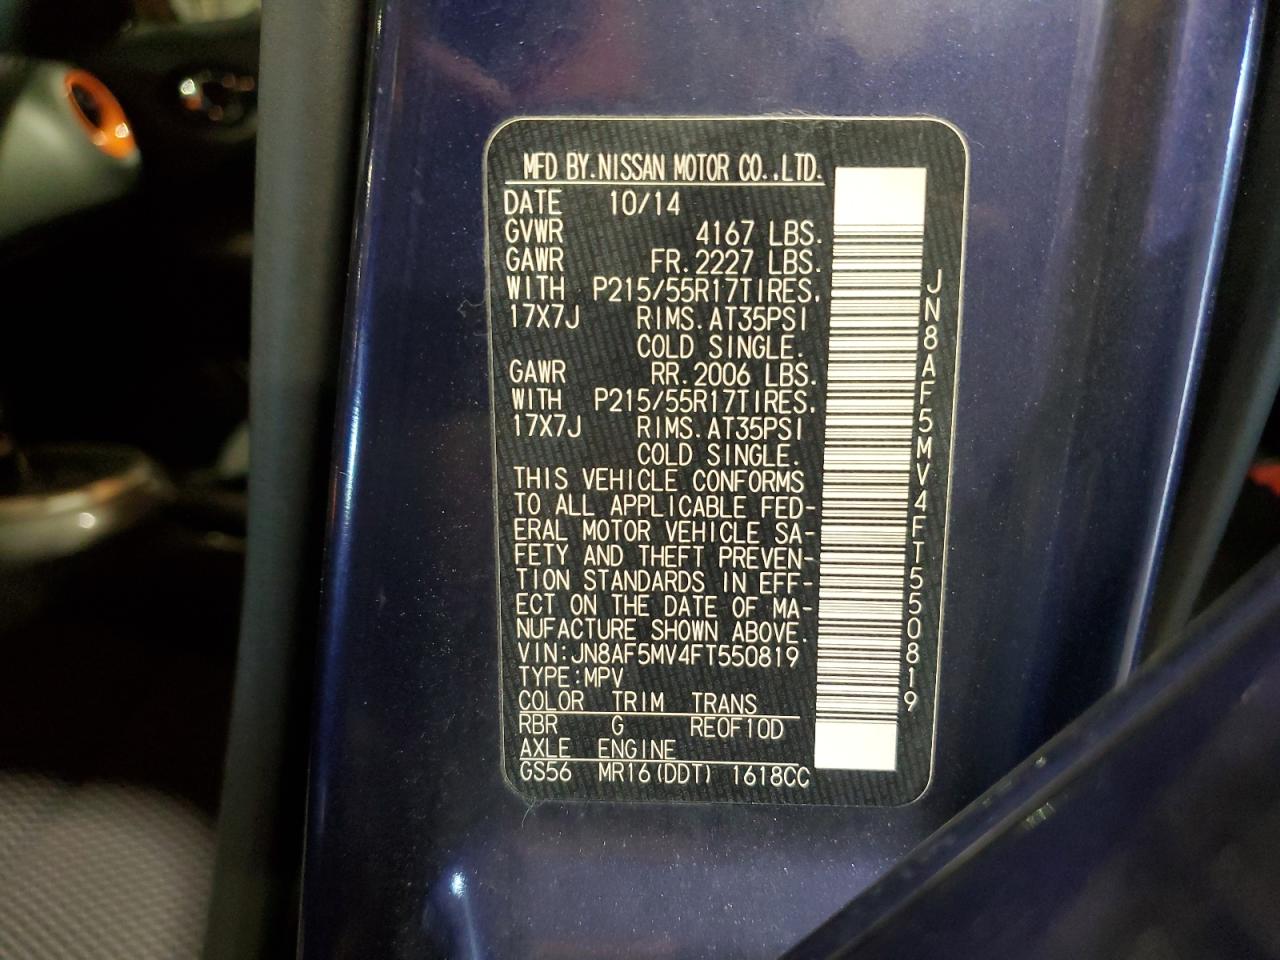 MFD BY. NISSAN MOTOR CO.,LTD.
DATE 10/14
GVWR 4167 LBS.
GAWR FR. 2227 LBS.
WITH P215/55R17TIRES.
17X7J RIMS. AT35PSI
COLD SINGLE.
GAWR RR. 2006 LBS.
WITH P215/55R17TIRES.
17X7J RIMS. AT35PSI
COLD SINGLE.
THIS VEHICLE CONFORMS
TO ALL APPLICABLE FED-
ERAL MOTOR VEHICLE SA-
FETY AND THEFT PREVEN-
TION STANDARDS IN EFF-
ECT ON THE DATE OF MA-
NUFACTURE SHOWN ABOVE.
VIN:JN8AF5MV4FT550819
TYPE:MPV
COLOR TRIM TRANS
RBR G RE0F10D
AXLE ENGINE
GS56 MR16(DDT) 1618CC
JN8AF5MV4FT550819